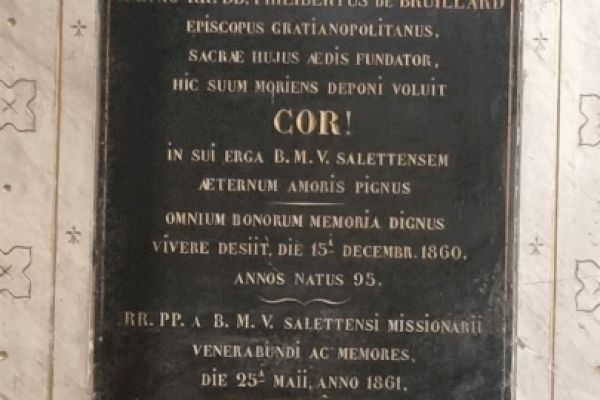 RR. DD. PHILIBERTUS DE BRUILLARD
EPISCOPUS GRATIANOPOLITANUS,
SACRÆ HUJUS ÆDIS FUNDATOR,
HIC SUUM MORIENS DEPONI VOLUIT
COR!
IN SUI ERGA B. M. V. SALETTENSEM
ÆTERNUM AMORIS PIGNUS
OMNIUM BONORUM MEMORIA DIGNUS
VIVERE DESIIT, DIE 15Â DECEMBR. 1860.
ANNOS NATUS 95.
RR. PP. A B. M. V. SALETTENSI MISSIONARII
VENERABUNDI AC MEMORES,
DIE 25Â MAII, ANNO 1861.